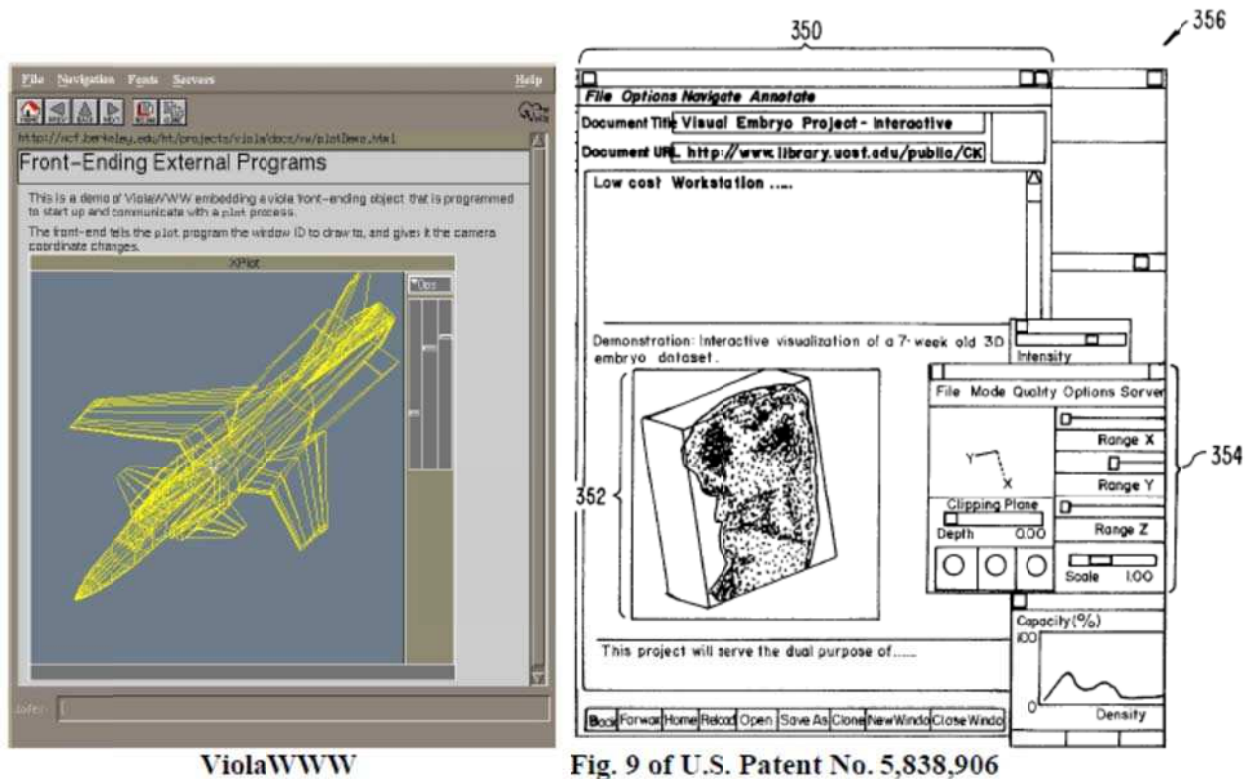 File Navigation Fonts Servers Help
http://xcf.berkeley.edu/ht/projects/viola/docs/vw/plotDemo.html
Front-Ending External Programs
This is a demo of ViolaWWW embedding a viola front-ending object that is programmed
to start up and communicate with a plot process.
The front-end tells the plot program the window ID to draw to, and gives it the camera
coordinate changes.
XPlot
Ops
ViolaWWW
350
356
File Options Navigate Annotate
Document Title Visual Embryo Project - Interactive
Document URL http://www.library.ucsf.edu/public/CK
Low cost Workstation .....
Demonstration: Interactive visualization of a 7-week old 3D
embryo dataset.
352
Intensity
File Mode Quality Options Server
Range X
Y
X
Range Y
354
Clipping Plane
Depth 0.00
Range Z
Scale 1.00
Capacity (%)
100
0
Density
This project will serve the dual purpose of......
Back Forwar Home Reload Open Save As Clone New Windo Close Windo
Fig. 9 of U.S. Patent No. 5,838,906